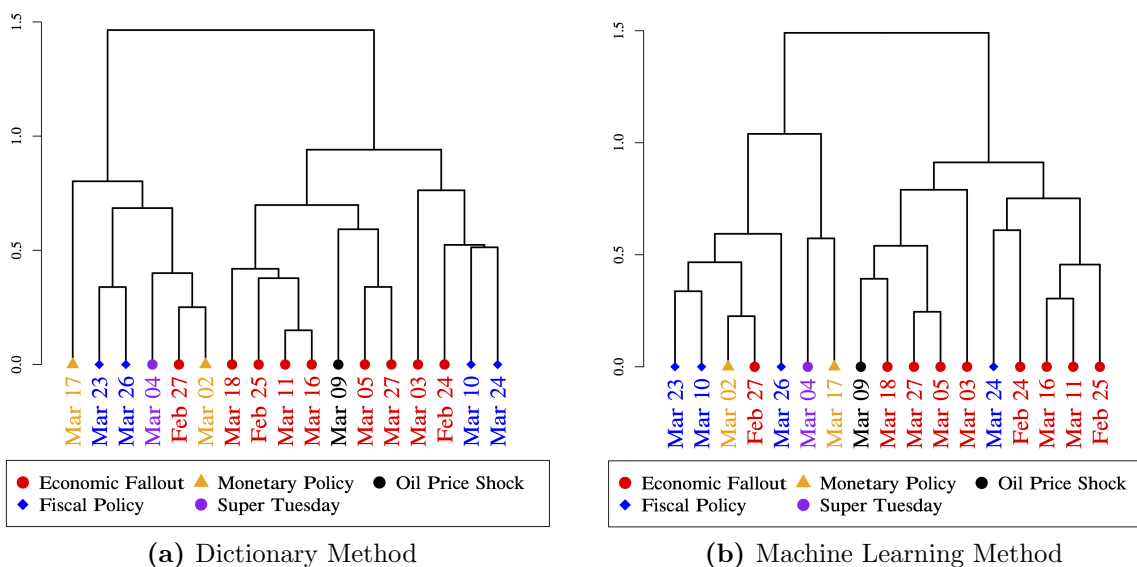 1.5
1.0
0.5
0.0
Mar 17
Mar 23
Mar 26
Mar 04
Feb 27
Mar 02
Mar 18
Feb 25
Mar 11
Mar 16
Mar 09
Mar 05
Mar 27
Mar 03
Feb 24
Mar 10
Mar 24
Economic Fallout Monetary Policy Oil Price Shock
Fiscal Policy Super Tuesday
(a) Dictionary Method
1.5
1.0
0.5
0.0
Mar 23
Mar 10
Mar 02
Feb 27
Mar 26
Mar 04
Mar 17
Mar 09
Mar 18
Mar 27
Mar 05
Mar 03
Mar 24
Feb 24
Mar 16
Mar 11
Feb 25
Economic Fallout Monetary Policy Oil Price Shock
Fiscal Policy Super Tuesday
(b) Machine Learning Method